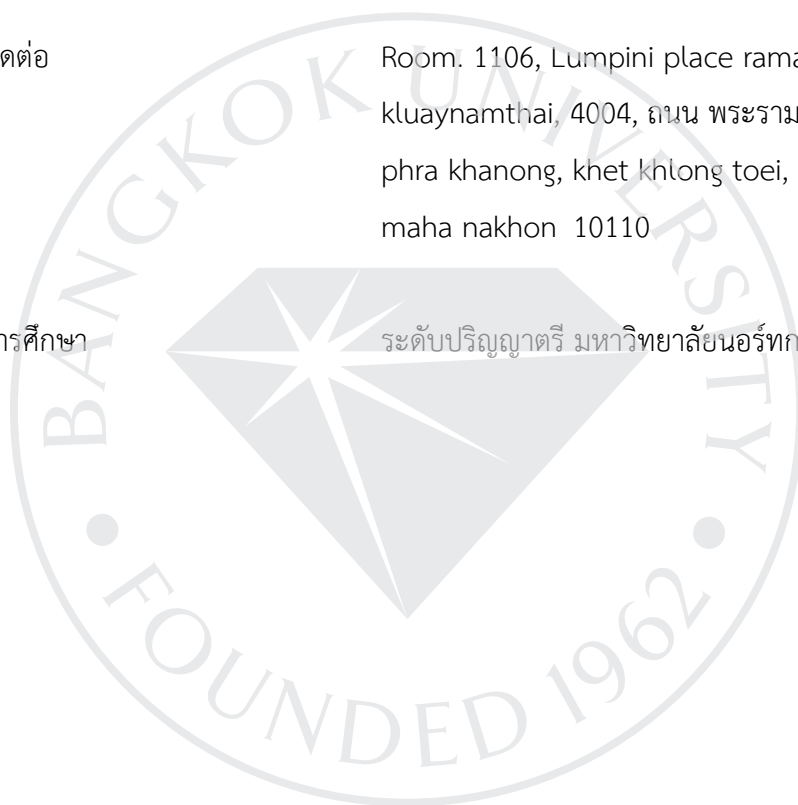 ดต่อ Room. 1106, Lumpini place rama
kluaynamthai, 4004, ถนน พระราม
phra khanong, khet khlong toei,
maha nakhon 10110
ารศึกษา ระดับปริญญาตรี มหาวิทยาลัยนอร์ทก
BANGKOK UNIVERSITY
FOUNDED 1962